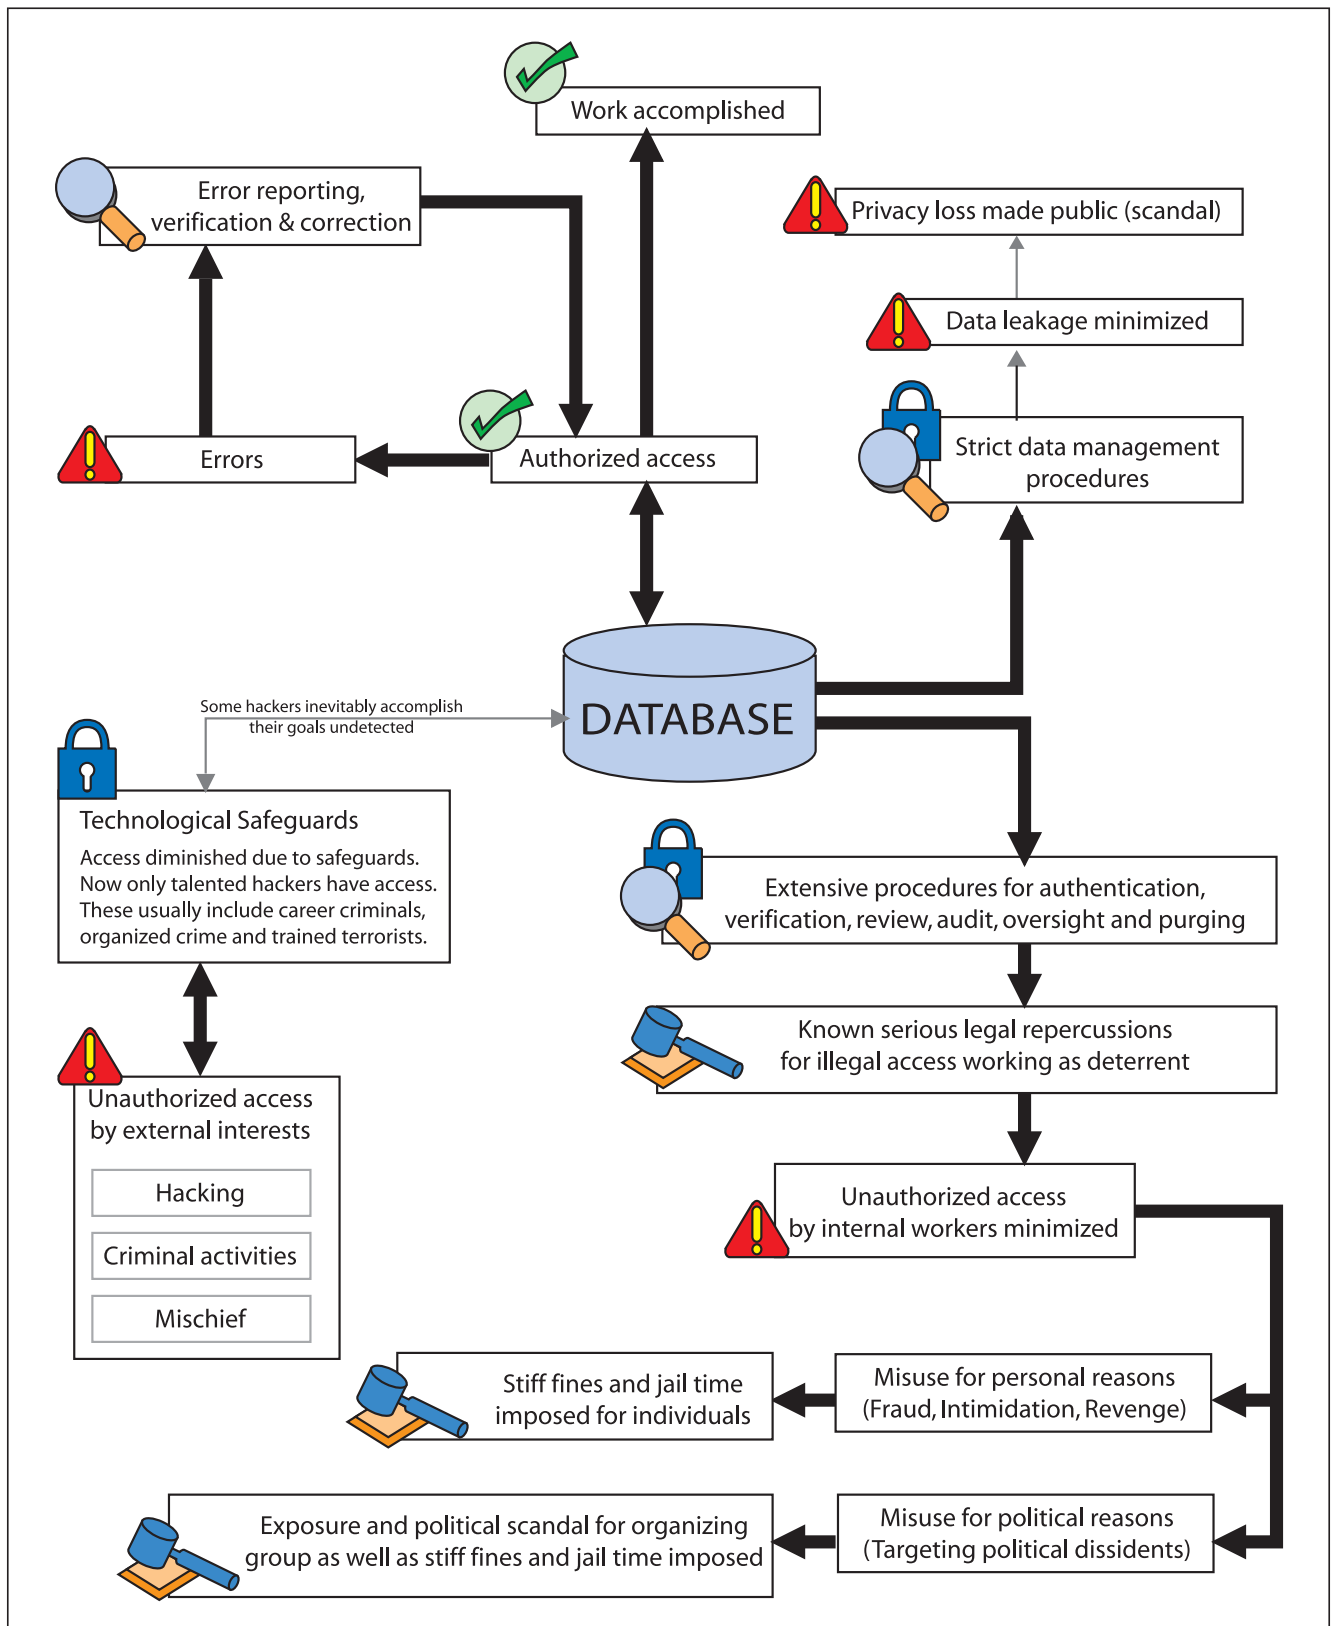 Work accomplished
Error reporting,
verification & correction
Privacy loss made public (scandal)
Data leakage minimized
Errors
Authorized access
Strict data management
procedures
DATABASE
Some hackers inevitably accomplish
their goals undetected
Technological Safeguards
Access diminished due to safeguards.
Now only talented hackers have access.
These usually include career criminals,
organized crime and trained terrorists.
Extensive procedures for authentication,
verification, review, audit, oversight and purging
Known serious legal repercussions
for illegal access working as deterrent
Unauthorized access
by external interests
Hacking
Criminal activities
Mischief
Unauthorized access
by internal workers minimized
Stiff fines and jail time
imposed for individuals
Misuse for personal reasons
(Fraud, Intimidation, Revenge)
Exposure and political scandal for organizing
group as well as stiff fines and jail time imposed
Misuse for political reasons
(Targeting political dissidents)